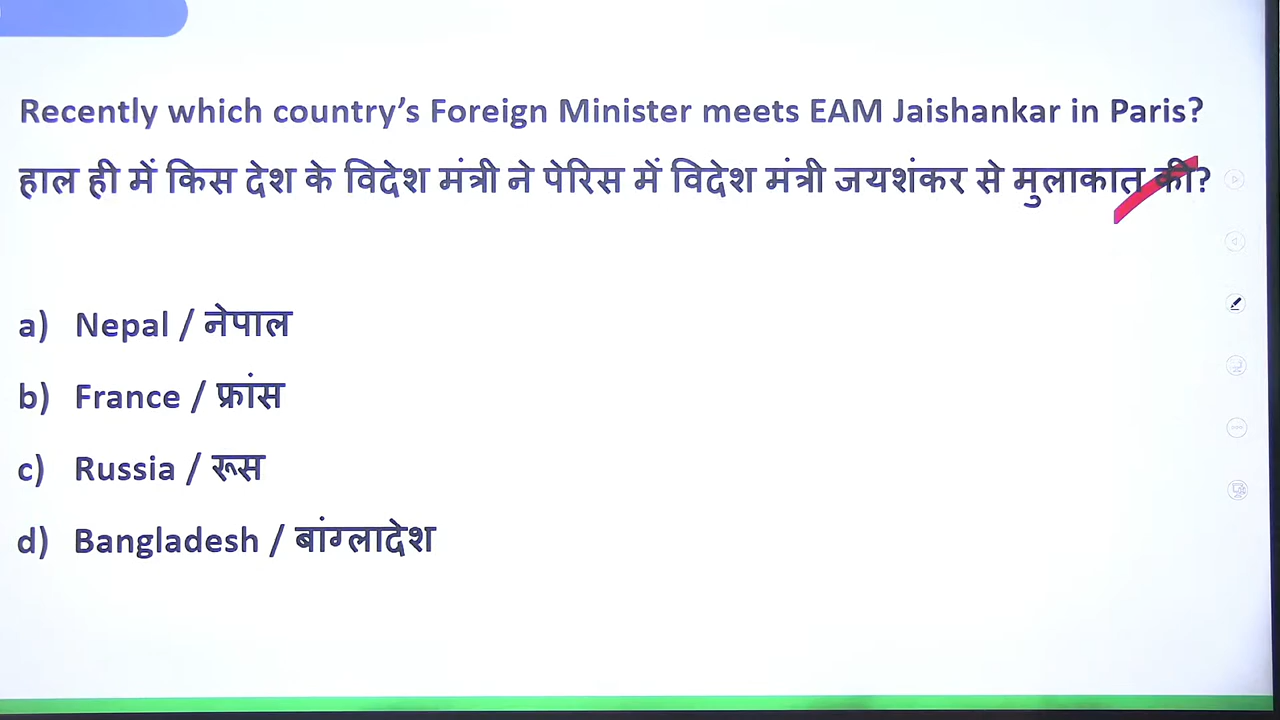 Recently which country’s Foreign Minister meets EAM Jaishankar in Paris?
हाल ही में किस देश के विदेश मंत्री ने पेरिस में विदेश मंत्री जयशंकर से मुलाकात की?
a) Nepal / नेपाल
b) France / फ्रांस
c) Russia / रूस
d) Bangladesh / बांग्लादेश